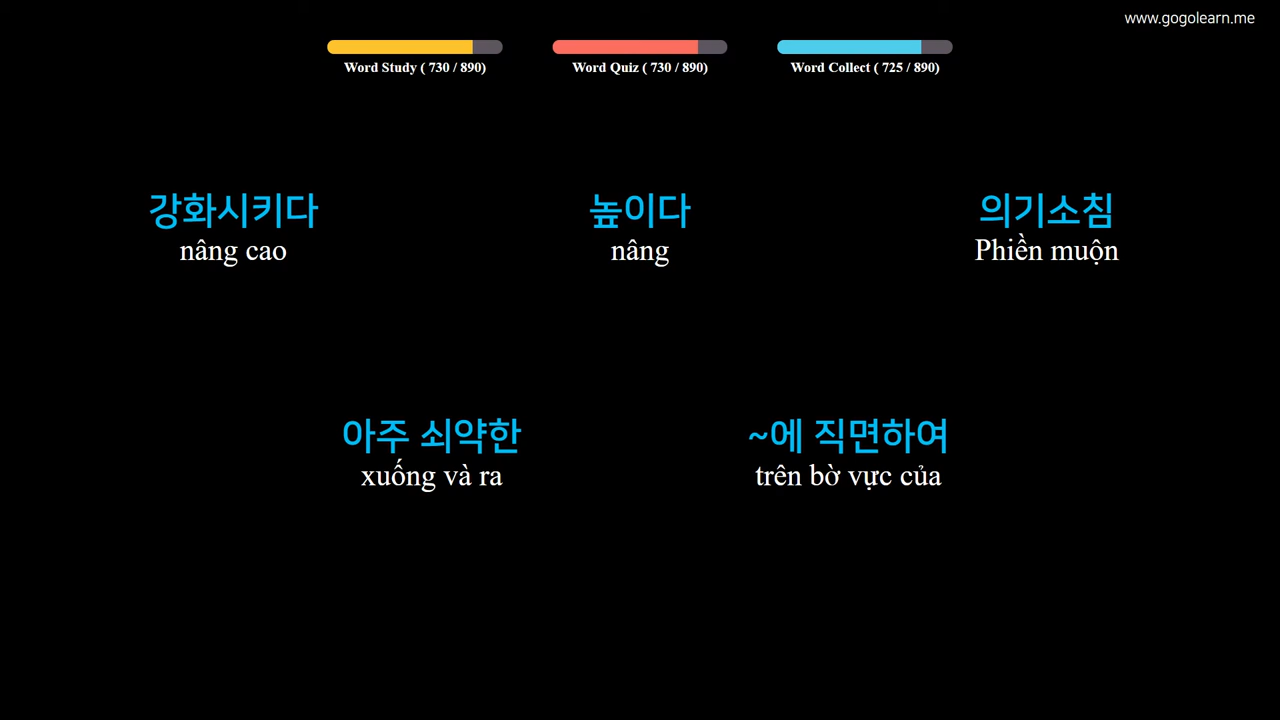 www.gogolearn.me
Word Study ( 730 / 890)
Word Quiz ( 730 / 890)
Word Collect ( 725 / 890)
강화시키다
nâng cao
높이다
nâng
의기소침
Phiền muộn
아주 쇠약한
xuống và ra
~에 직면하여
trên bờ vực của